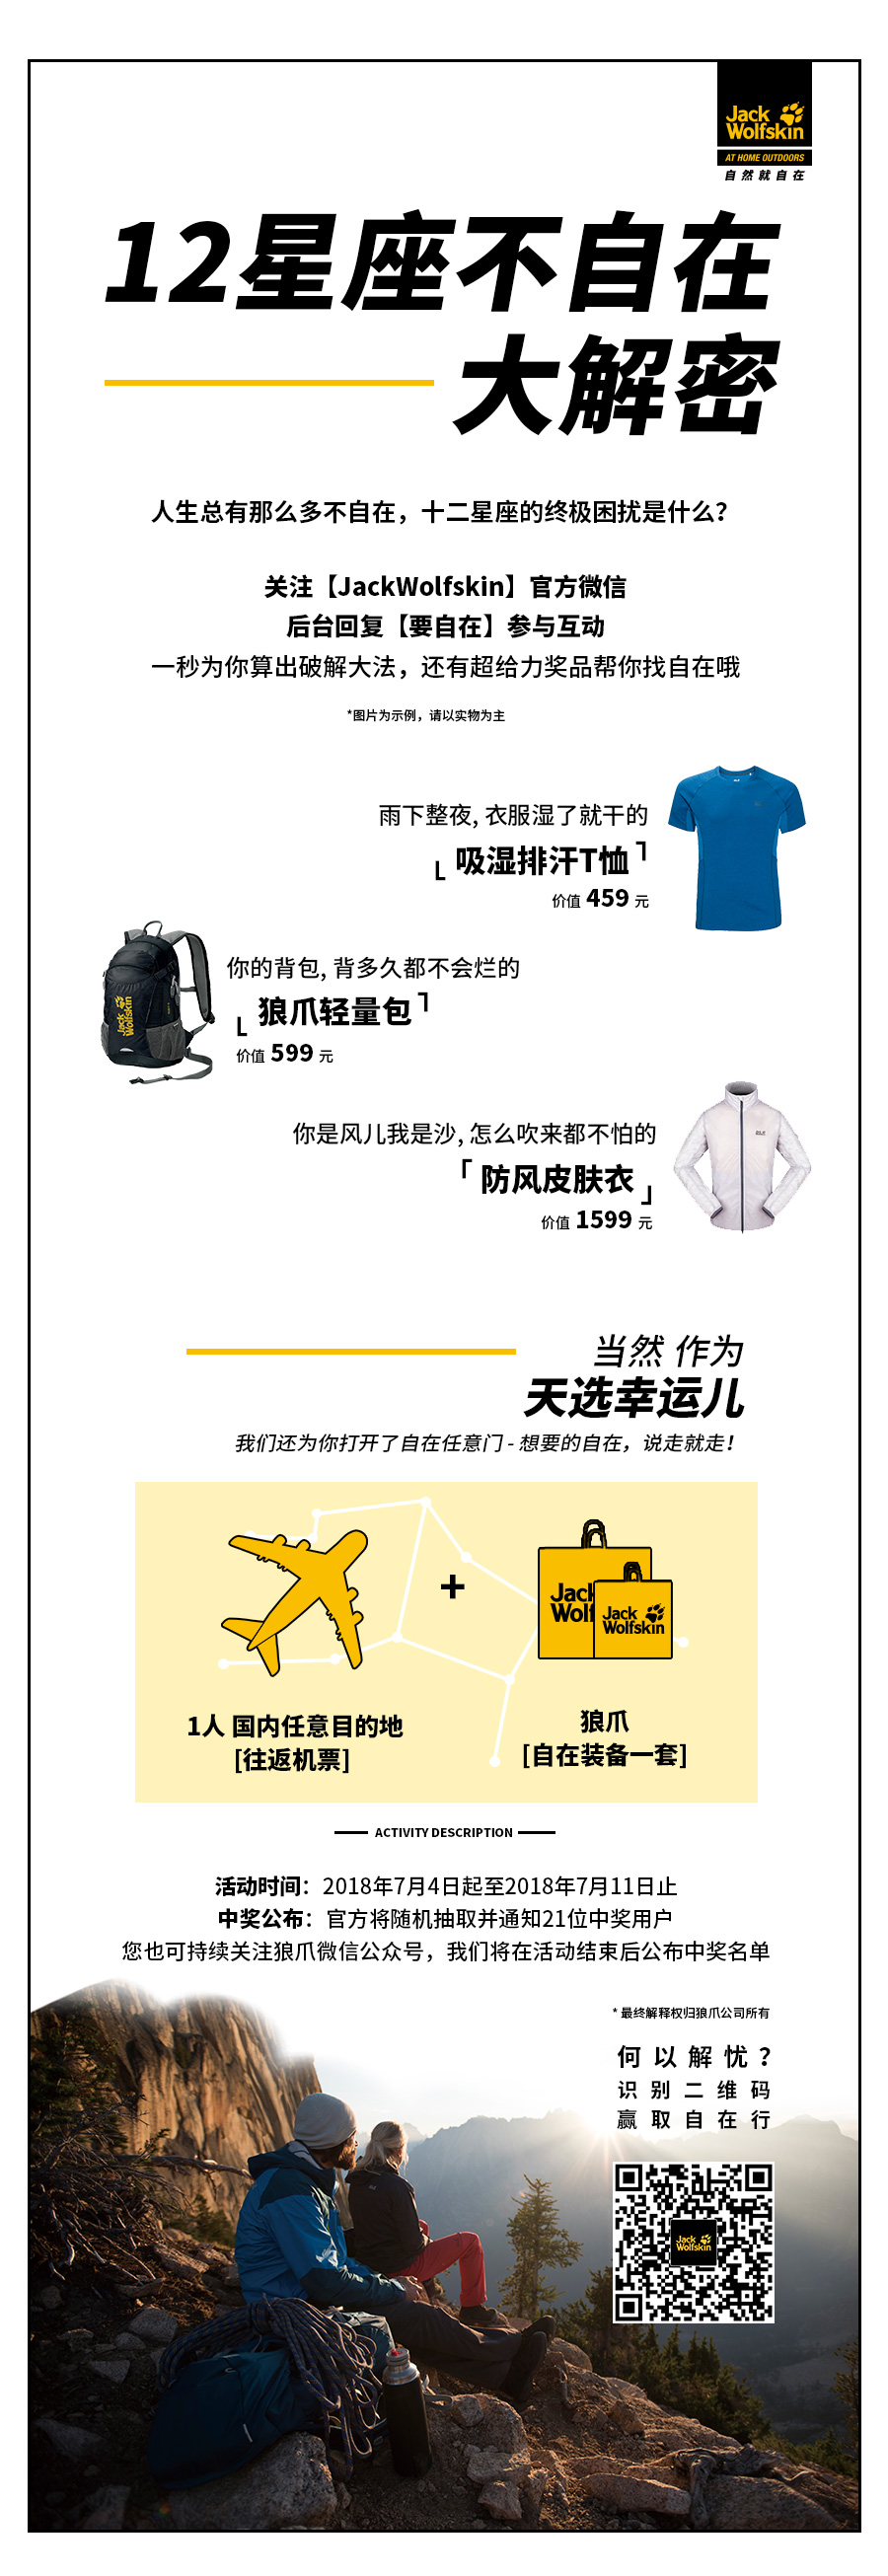 Jack
Wolfskin
AT HOME OUTDOORS
自然就自在
12星座不自在
大解密
人生总有那么多不自在，十二星座的终极困扰是什么？
关注【JackWolfskin】官方微信
后台回复【要自在】参与互动
一秒为你算出破解大法，还有超给力奖品帮你找自在哦
*图片为示例，请以实物为主
雨下整夜, 衣服湿了就干的
「吸湿排汗T恤」
价值 459 元
Jack
Wolfskin
你的背包, 背多久都不会烂的
「狼爪轻量包」
价值 599 元
你是风儿我是沙, 怎么吹来都不怕的
「防风皮肤衣」
价值 1599 元
当然 作为
天选幸运儿
我们还为你打开了自在任意门 - 想要的自在，说走就走！
+
Jack
Wolf
Jack
Wolfskin
1人 国内任意目的地
[往返机票]
狼爪
[自在装备一套]
ACTIVITY DESCRIPTION
活动时间：2018年7月4日起至2018年7月11日止
中奖公布：官方将随机抽取并通知21位中奖用户
您也可持续关注狼爪微信公众号，我们将在活动结束后公布中奖名单
* 最终解释权归狼爪公司所有
何以解忧？
识别二维码
赢取自在行
Jack
Wolfskin